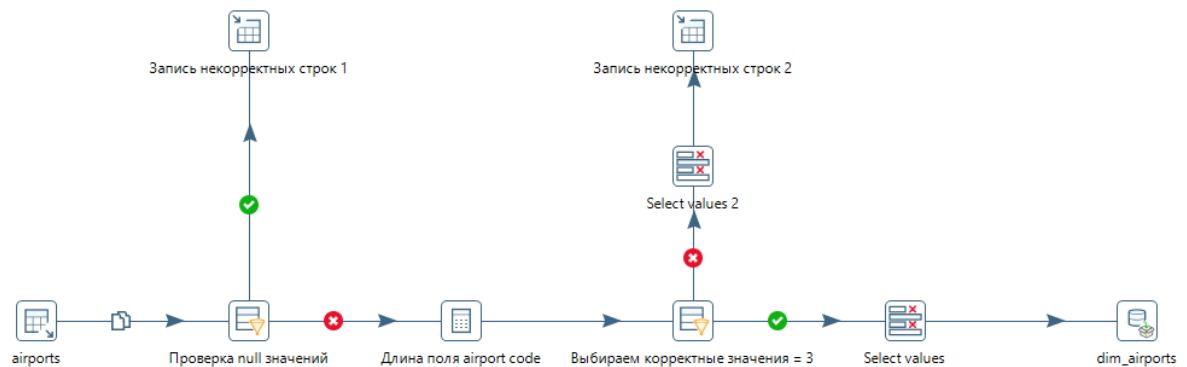 Запись некорректных строк 1
Запись некорректных строк 2
Select values 2
airports
Проверка null значений
Длина поля airport code
Выбираем корректные значения = 3
Select values
dim_airports